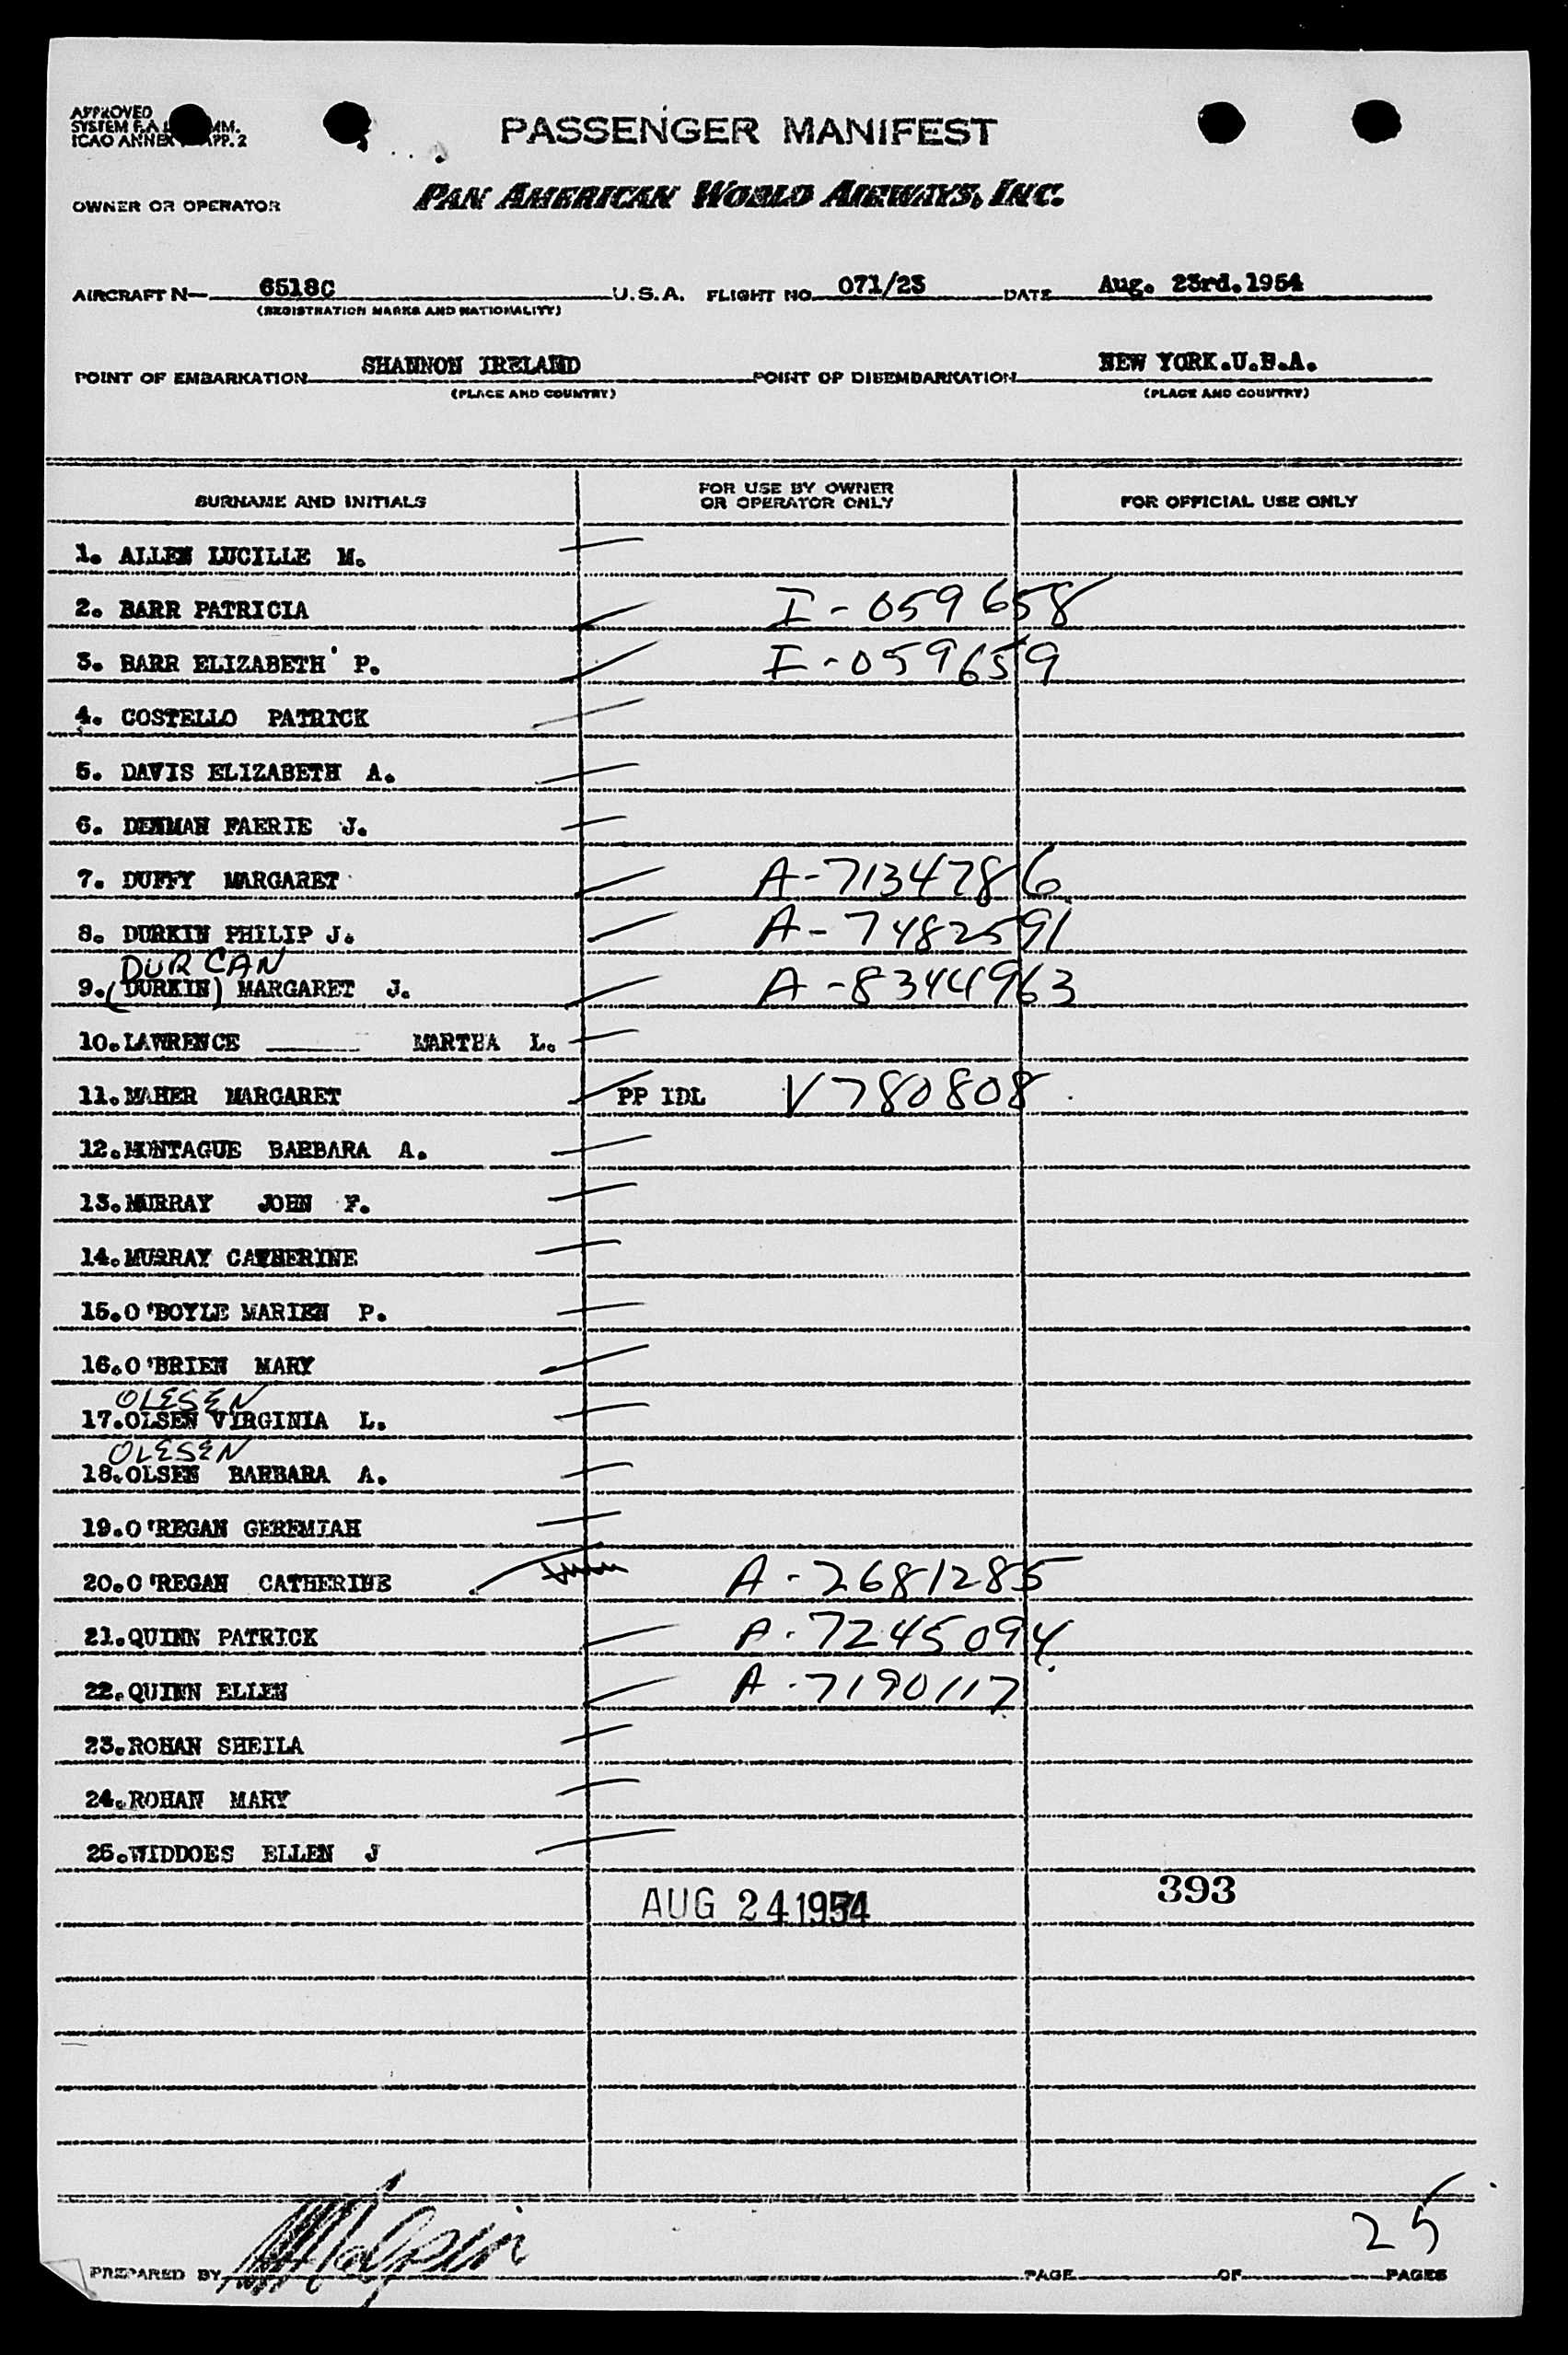 APPROVED
SYSTEM F.A.L. COMM.
ICAO ANNEX APP. 2
PASSENGER MANIFEST
OWNER OR OPERATOR PAN AMERICAN WORLD AIRWAYS, INC.
AIRCRAFT N— 6518C U.S.A. FLIGHT NO. 071/23 DATE Aug. 23rd.1954
(REGISTRATION MARKS AND NATIONALITY)
POINT OF EMBARKATION SHANNON IRELAND POINT OF DISEMBARKATION NEW YORK.U.S.A.
(PLACE AND COUNTRY) (PLACE AND COUNTRY)
SURNAME AND INITIALS FOR USE BY OWNER OR OPERATOR ONLY FOR OFFICIAL USE ONLY
1. ALLEN LUCILLE M.
2. BARR PATRICIA I-059658
3. BARR ELIZABETH P. I-059659
4. COSTELLO PATRICK
5. DAVIS ELIZABETH A.
6. DENMAN FAERIE J.
7. DUFFY MARGARET A-7134786
8. DURKIN PHILIP J. A-7482591
DURCAN
9.(DURKIN) MARGARET J. A-8344963
10.LAWRENCE MARTHA L.
11.MAHER MARGARET PP IDL V780808
12.MONTAGUE BARBARA A.
13.MURRAY JOHN F.
14.MURRAY CATHERINE
15.O'BOYLE MARIEN P.
16.O'BRIEN MARY
OLESEN
17.OLSEN VIRGINIA L.
OLESEN
18.OLSEN BARBARA A.
19.O'REGAN GEREMIAH
20.O'REGAN CATHERINE A-2681285
21.QUINN PATRICK A-7245094
22.QUINN ELLEN A-7190117
23.ROHAN SHEILA
24.ROHAN MARY
25.WIDDOES ELLEN J
AUG 24 1954 393
25
PREPARED BY PAGE OF PAGES